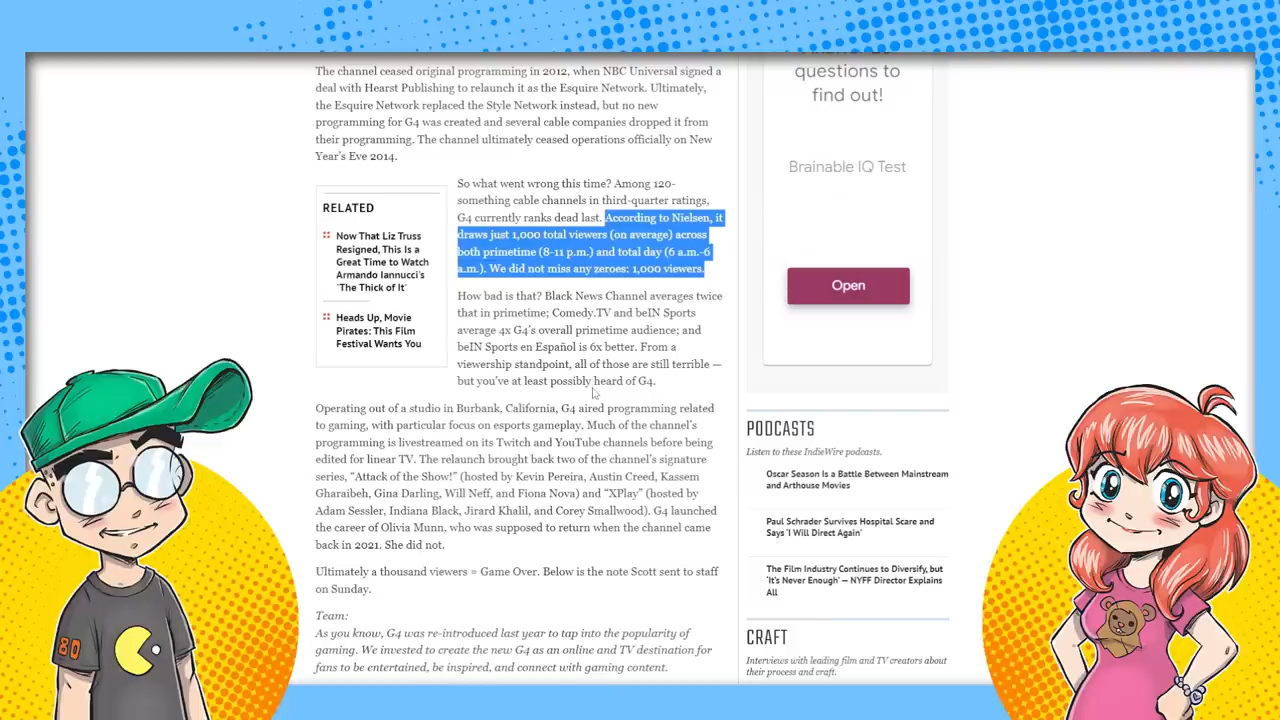 The channel ceased original programming in 2012, when NBC Universal signed a
deal with Hearst Publishing to relaunch it as the Esquire Network. Ultimately,
the Esquire Network replaced the Style Network instead, but no new
programming for G4 was created and several cable companies dropped it from
their programming. The channel ultimately ceased operations officially on New
Year's Eve 2014.
RELATED
Now That Liz Truss
Resigned, This Is a
Great Time to Watch
Armando Iannucci's
'The Thick of It'
Heads Up, Movie
Pirates: This Film
Festival Wants You
So what went wrong this time? Among 120-
something cable channels in third-quarter ratings,
G4 currently ranks dead last. According to Nielsen, it
draws just 1,000 total viewers (on average) across
both primetime (8-11 p.m.) and total day (6 a.m.-6
a.m.). We did not miss any zeroes: 1,000 viewers.
How bad is that? Black News Channel averages twice
that in primetime; Comedy.TV and beIN Sports
average 4x G4's overall primetime audience; and
beIN Sports en Español is 6x better. From a
viewership standpoint, all of those are still terrible —
but you've at least possibly heard of G4.
Operating out of a studio in Burbank, California, G4 aired programming related
to gaming, with particular focus on esports gameplay. Much of the channel's
programming is livestreamed on its Twitch and YouTube channels before being
edited for linear TV. The relaunch brought back two of the channel's signature
series, "Attack of the Show!" (hosted by Kevin Pereira, Austin Creed, Kassem
Gharaibeh, Gina Darling, Will Neff, and Fiona Nova) and "XPlay" (hosted by
Adam Sessler, Indiana Black, Jirard Khalil, and Corey Smallwood). G4 launched
the career of Olivia Munn, who was supposed to return when the channel came
back in 2021. She did not.
Ultimately a thousand viewers = Game Over. Below is the note Scott sent to staff
on Sunday.
Team:
As you know, G4 was re-introduced last year to tap into the popularity of
gaming. We invested to create the new G4 as an online and TV destination for
fans to be entertained, be inspired, and connect with gaming content.
questions to
find out!
Brainable IQ Test
Open
PODCASTS
Listen to these IndieWire podcasts.
Oscar Season Is a Battle Between Mainstream
and Arthouse Movies
Paul Schrader Survives Hospital Scare and
Says 'I Will Direct Again'
The Film Industry Continues to Diversify, but
'It's Never Enough' — NYFF Director Explains
All
CRAFT
Interviews with leading film and TV creators about
their process and craft.
80